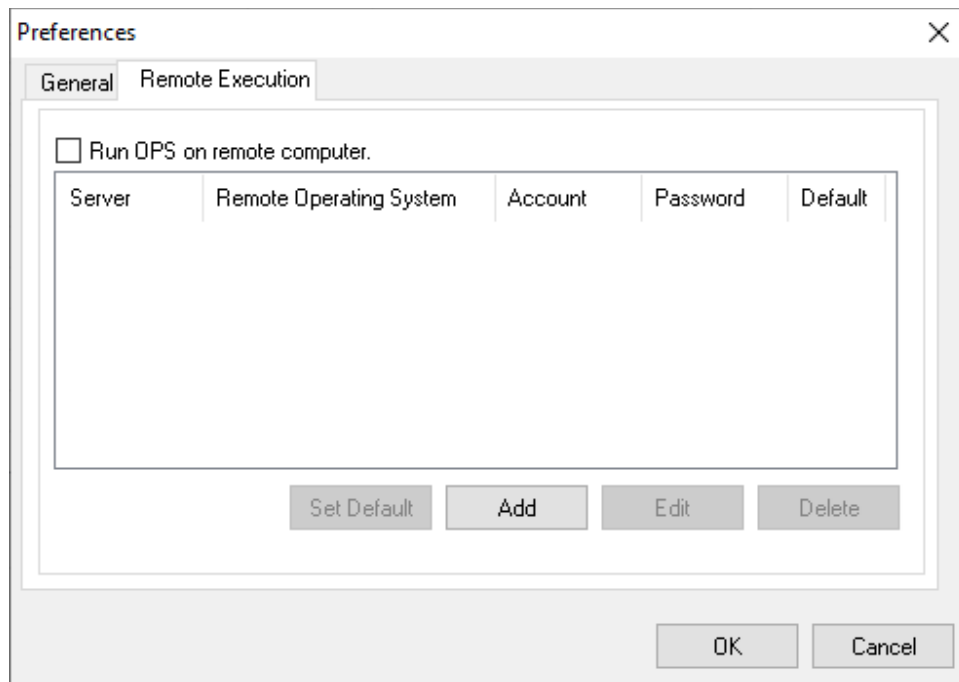 Preferences
General Remote Execution
Run OPS on remote computer.
Server Remote Operating System Account Password Default
Set Default Add Edit Delete
OK Cancel